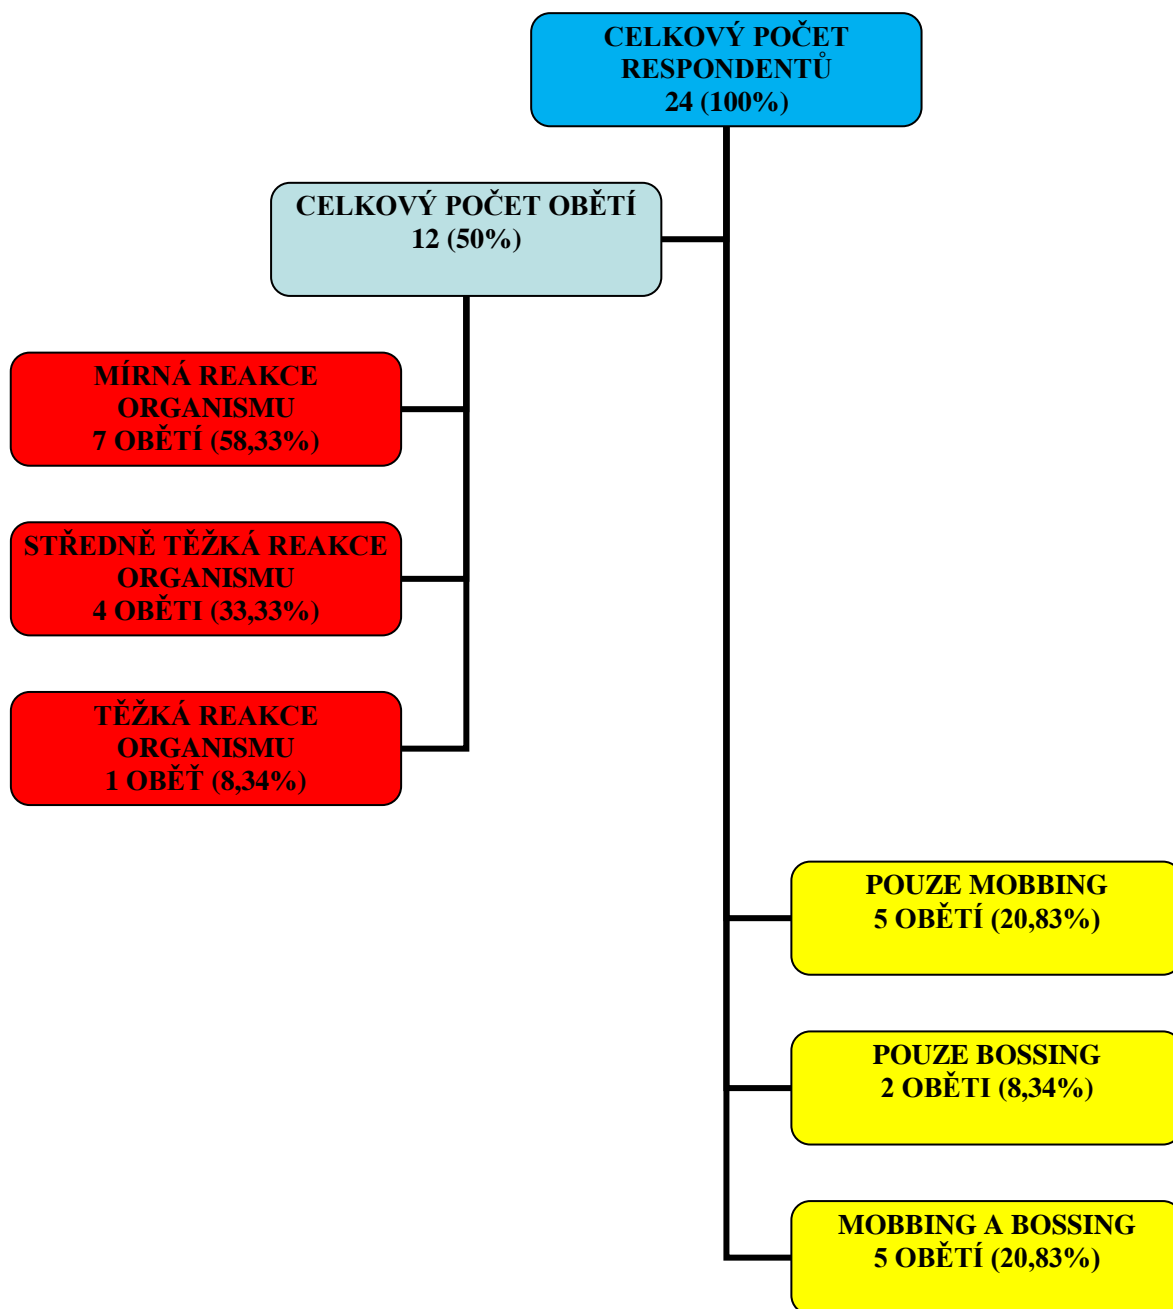 CELKOVÝ POČET
RESPONDENTŮ
24 (100%)
CELKOVÝ POČET OBĚTÍ
12 (50%)
MÍRNÁ REAKCE
ORGANISMU
7 OBĚTÍ (58,33%)
STŘEDNĚ TĚŽKÁ REAKCE
ORGANISMU
4 OBĚTI (33,33%)
TĚŽKÁ REAKCE
ORGANISMU
1 OBĚŤ (8,34%)
POUZE MOBBING
5 OBĚTÍ (20,83%)
POUZE BOSSING
2 OBĚTI (8,34%)
MOBBING A BOSSING
5 OBĚTÍ (20,83%)